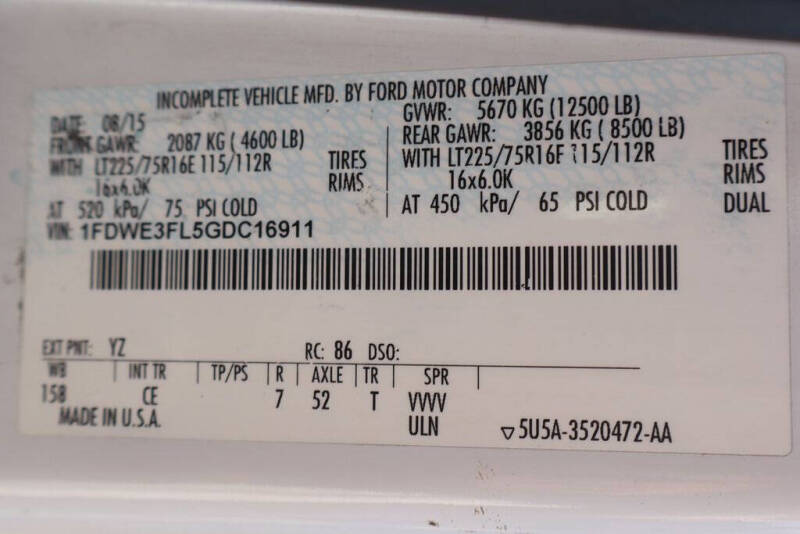 INCOMPLETE VEHICLE MFD. BY FORD MOTOR COMPANY
DATE: 08/15 GVWR: 5670 KG (12500 LB)
FRONT GAWR: 2087 KG ( 4600 LB) REAR GAWR: 3856 KG ( 8500 LB)
WITH LT225/75R16E 115/112R TIRES WITH LT225/75R16E 115/112R TIRES
16x6.0K RIMS 16x6.0K RIMS
AT 520 kPa/ 75 PSI COLD AT 450 kPa/ 65 PSI COLD DUAL
VIN: 1FDWE3FL5GDC16911
EXT PNT: YZ RC: 86 DSO:
WB INT TR TP/PS R AXLE TR SPR
158 CE 7 52 T VVVV
MADE IN U.S.A. ULN ▽5U5A-3520472-AA